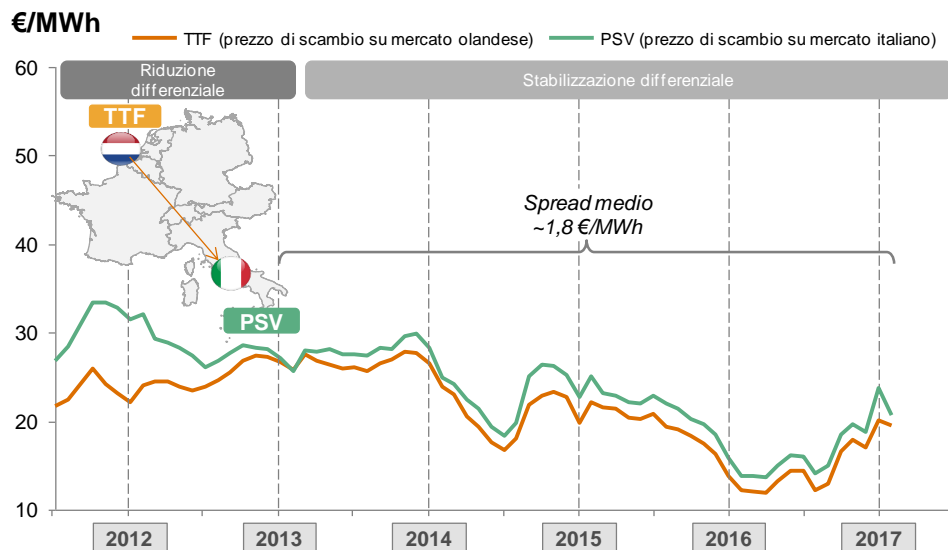 €/MWh
TTF (prezzo di scambio su mercato olandese)
PSV (prezzo di scambio su mercato italiano)
60
Riduzione
differenziale
Stabilizzazione differenziale
TTF
50
Spread medio
~1,8 €/MWh
40
PSV
30
20
10
2012
2013
2014
2015
2016
2017